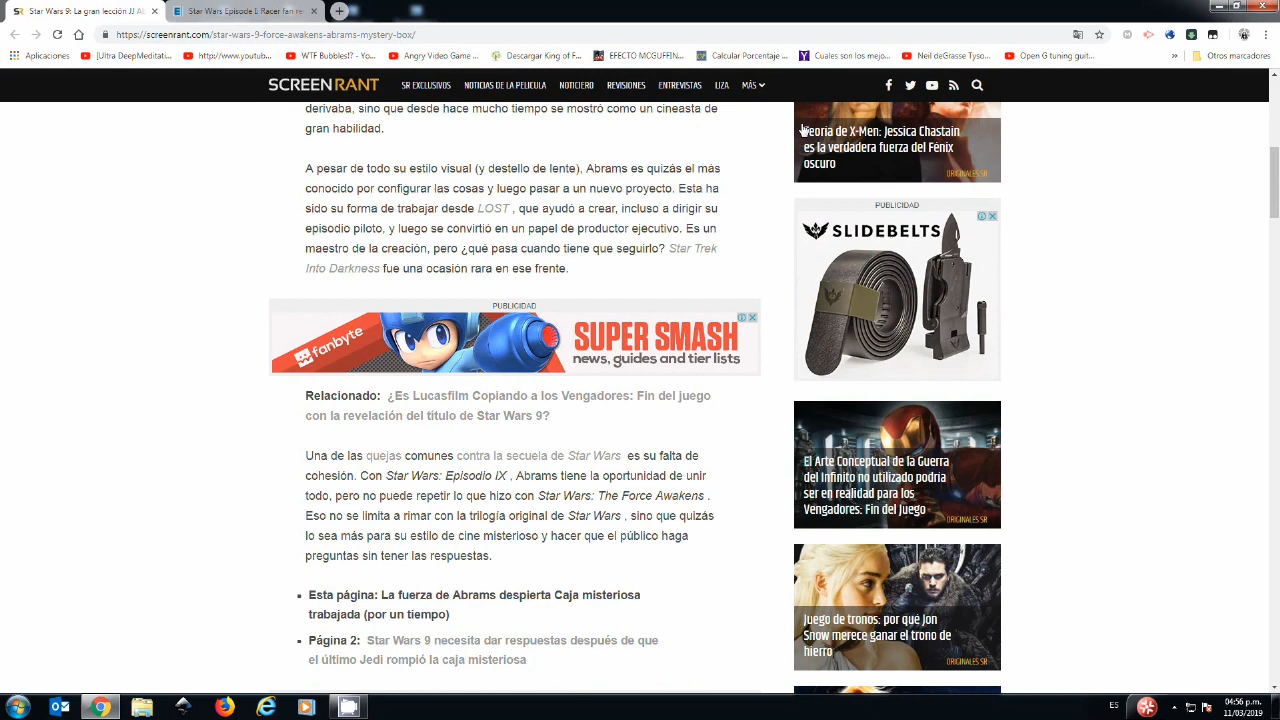 Star Wars 9: La gran lección JJ Ab
Star Wars Episode I: Racer fan re
https://screenrant.com/star-wars-9-force-awakens-abrams-mystery-box/
Aplicaciones
[Ultra DeepMeditati...
http//www.youtub...
WTF Bubbles!? - Yo...
Angry Video Game ...
Descargar King of F...
EFECTO MCGUFFIN...
Calcular Porcentaje ...
Cuales son los mejo...
Neil deGrasse Tyso...
Open G tuning guit...
»
Otros marcadores
SCREENRANT
SR EXCLUSIVOS
NOTICIAS DE LA PELICULA
NOTICIERO
REVISIONES
ENTREVISTAS
LIZA
MÁS
derivaba, sino que desde hace mucho tiempo se mostró como un cineasta de
gran habilidad.
A pesar de todo su estilo visual (y destello de lente), Abrams es quizás el más
conocido por configurar las cosas y luego pasar a un nuevo proyecto. Esta ha
sido su forma de trabajar desde LOST , que ayudó a crear, incluso a dirigir su
episodio piloto, y luego se convirtió en un papel de productor ejecutivo. Es un
maestro de la creación, pero ¿qué pasa cuando tiene que seguirlo? Star Trek
Into Darkness fue una ocasión rara en ese frente.
PUBLICIDAD
fanbyte
SUPER SMASH
news, guides and tier lists
Relacionado: ¿Es Lucasfilm Copiando a los Vengadores: Fin del juego
con la revelación del título de Star Wars 9?
Una de las quejas comunes contra la secuela de Star Wars es su falta de
cohesión. Con Star Wars: Episodio IX , Abrams tiene la oportunidad de unir
todo, pero no puede repetir lo que hizo con Star Wars: The Force Awakens .
Eso no se limita a rimar con la trilogía original de Star Wars , sino que quizás
lo sea más para su estilo de cine misterioso y hacer que el público haga
preguntas sin tener las respuestas.
Esta página: La fuerza de Abrams despierta Caja misteriosa
trabajada (por un tiempo)
Página 2: Star Wars 9 necesita dar respuestas después de que
el último Jedi rompió la caja misteriosa
Teoría de X-Men: Jessica Chastain
es la verdadera fuerza del Fénix
oscuro
ORIGINALES SR
PUBLICIDAD
SLIDEBELTS
El Arte Conceptual de la Guerra
del Infinito no utilizado podría
ser en realidad para los
Vengadores: Fin del Juego
ORIGINALES SR
Juego de tronos: por qué Jon
Snow merece ganar el trono de
hierro
ORIGINALES SR
ES
04:56 p.m.
11/03/2019